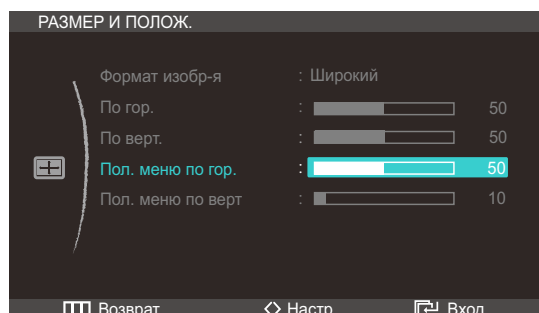 РАЗМЕР И ПОЛОЖ.
Формат изобр-я : Широкий
По гор. : 50
По верт. : 50
Пол. меню по гор. : 50
Пол. меню по верт : 10
Возврат Настр. Вход